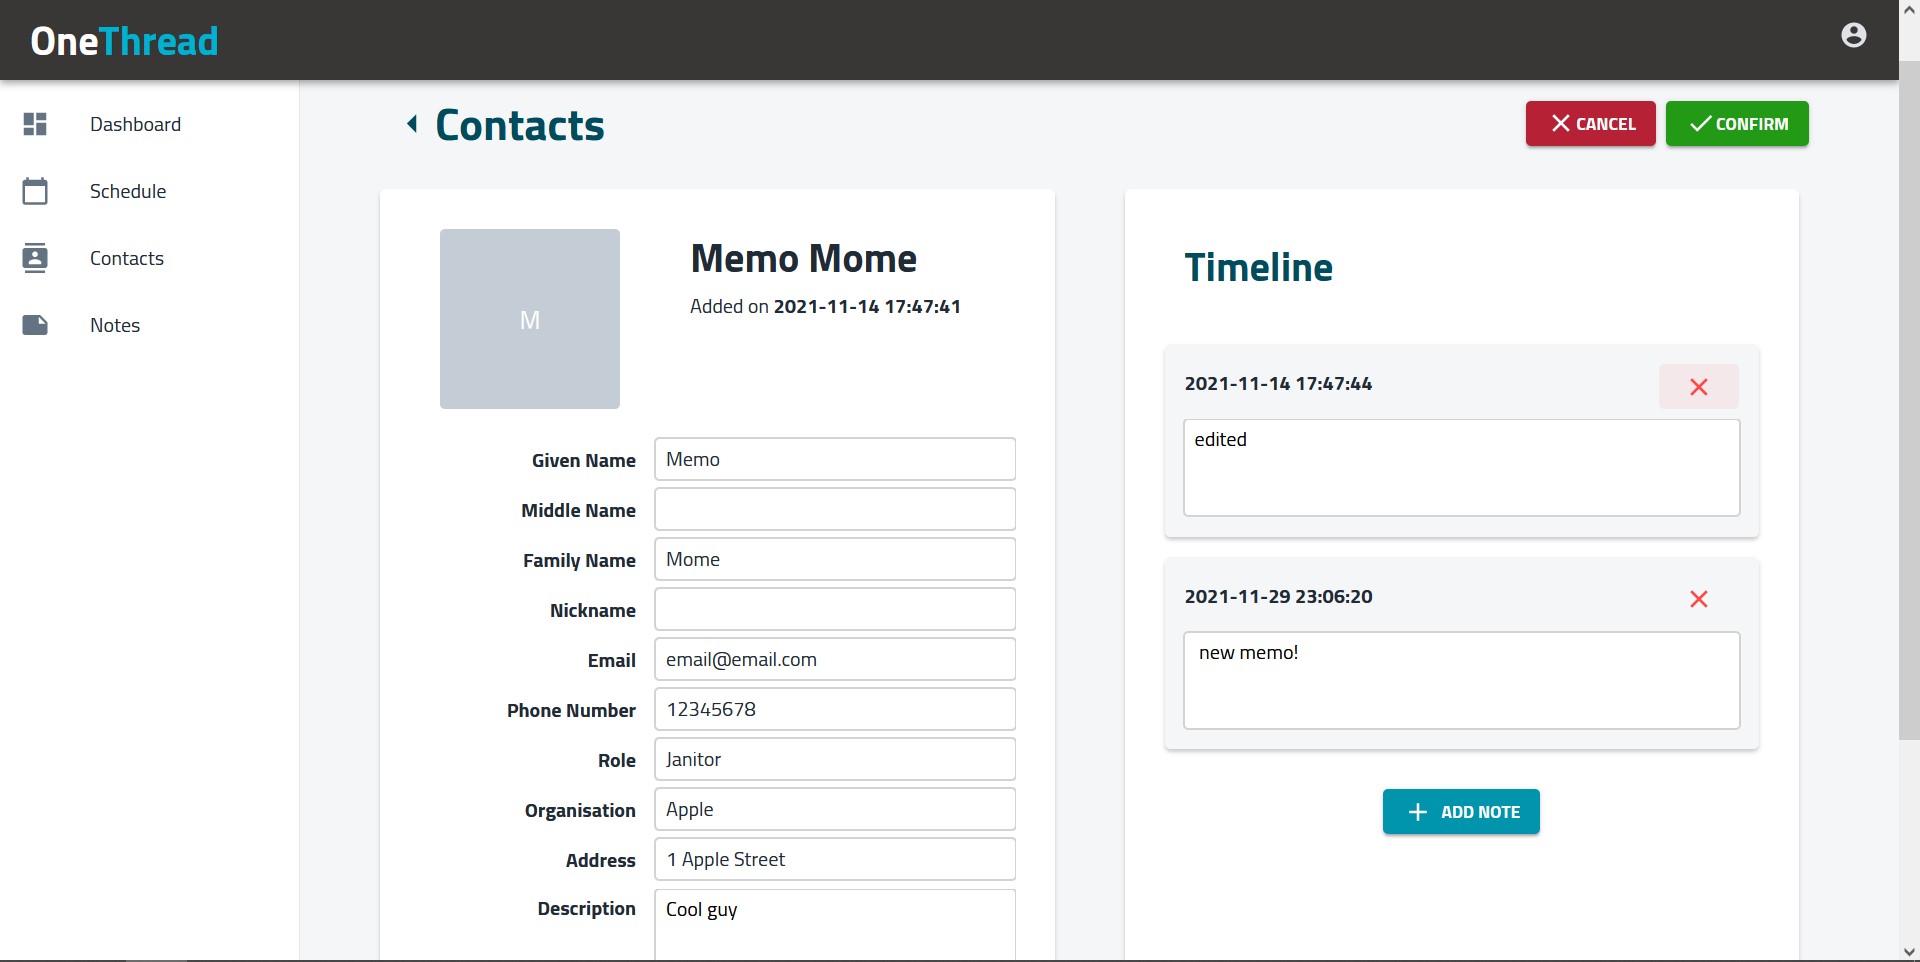 OneThread
Dashboard
Schedule
Contacts
Notes
Contacts
CANCEL
CONFIRM
M
Memo Mome
Added on 2021-11-14 17:47:41
Given Name
Memo
Middle Name
Family Name
Mome
Nickname
Email
email@email.com
Phone Number
12345678
Role
Janitor
Organisation
Apple
Address
1 Apple Street
Description
Cool guy
Timeline
2021-11-14 17:47:44
edited
2021-11-29 23:06:20
new memo!
ADD NOTE